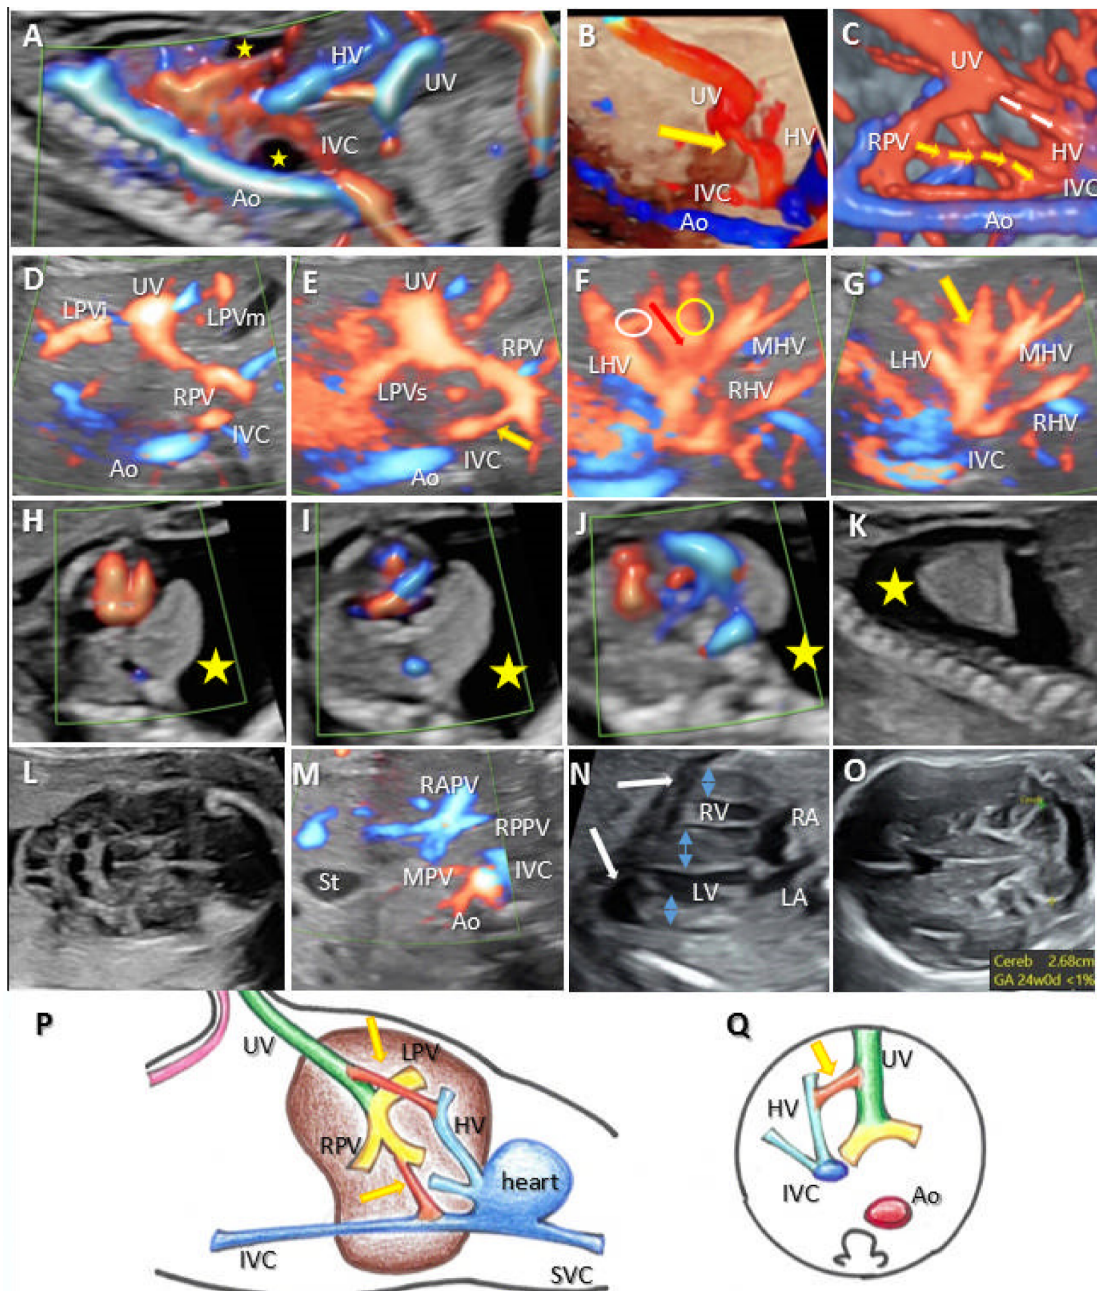 A
HV
UV
IVC
Ao
B
UV
HV
IVC
Ao
C
UV
RPV
HV
IVC
Ao
D
UV
LPVi
LPVm
RPV
IVC
Ao
E
UV
RPV
LPVs
IVC
Ao
F
LHV
MHV
RHV
G
LHV
MHV
RHV
IVC
H
I
J
K
L
M
RAPV
RPPV
IVC
MPV
St
Ao
N
RV
RA
LV
LA
O
Cereb 2.68cm
GA 24w0d <1%
P
UV
LPV
HV
RPV
heart
IVC
SVC
Q
UV
HV
IVC
Ao